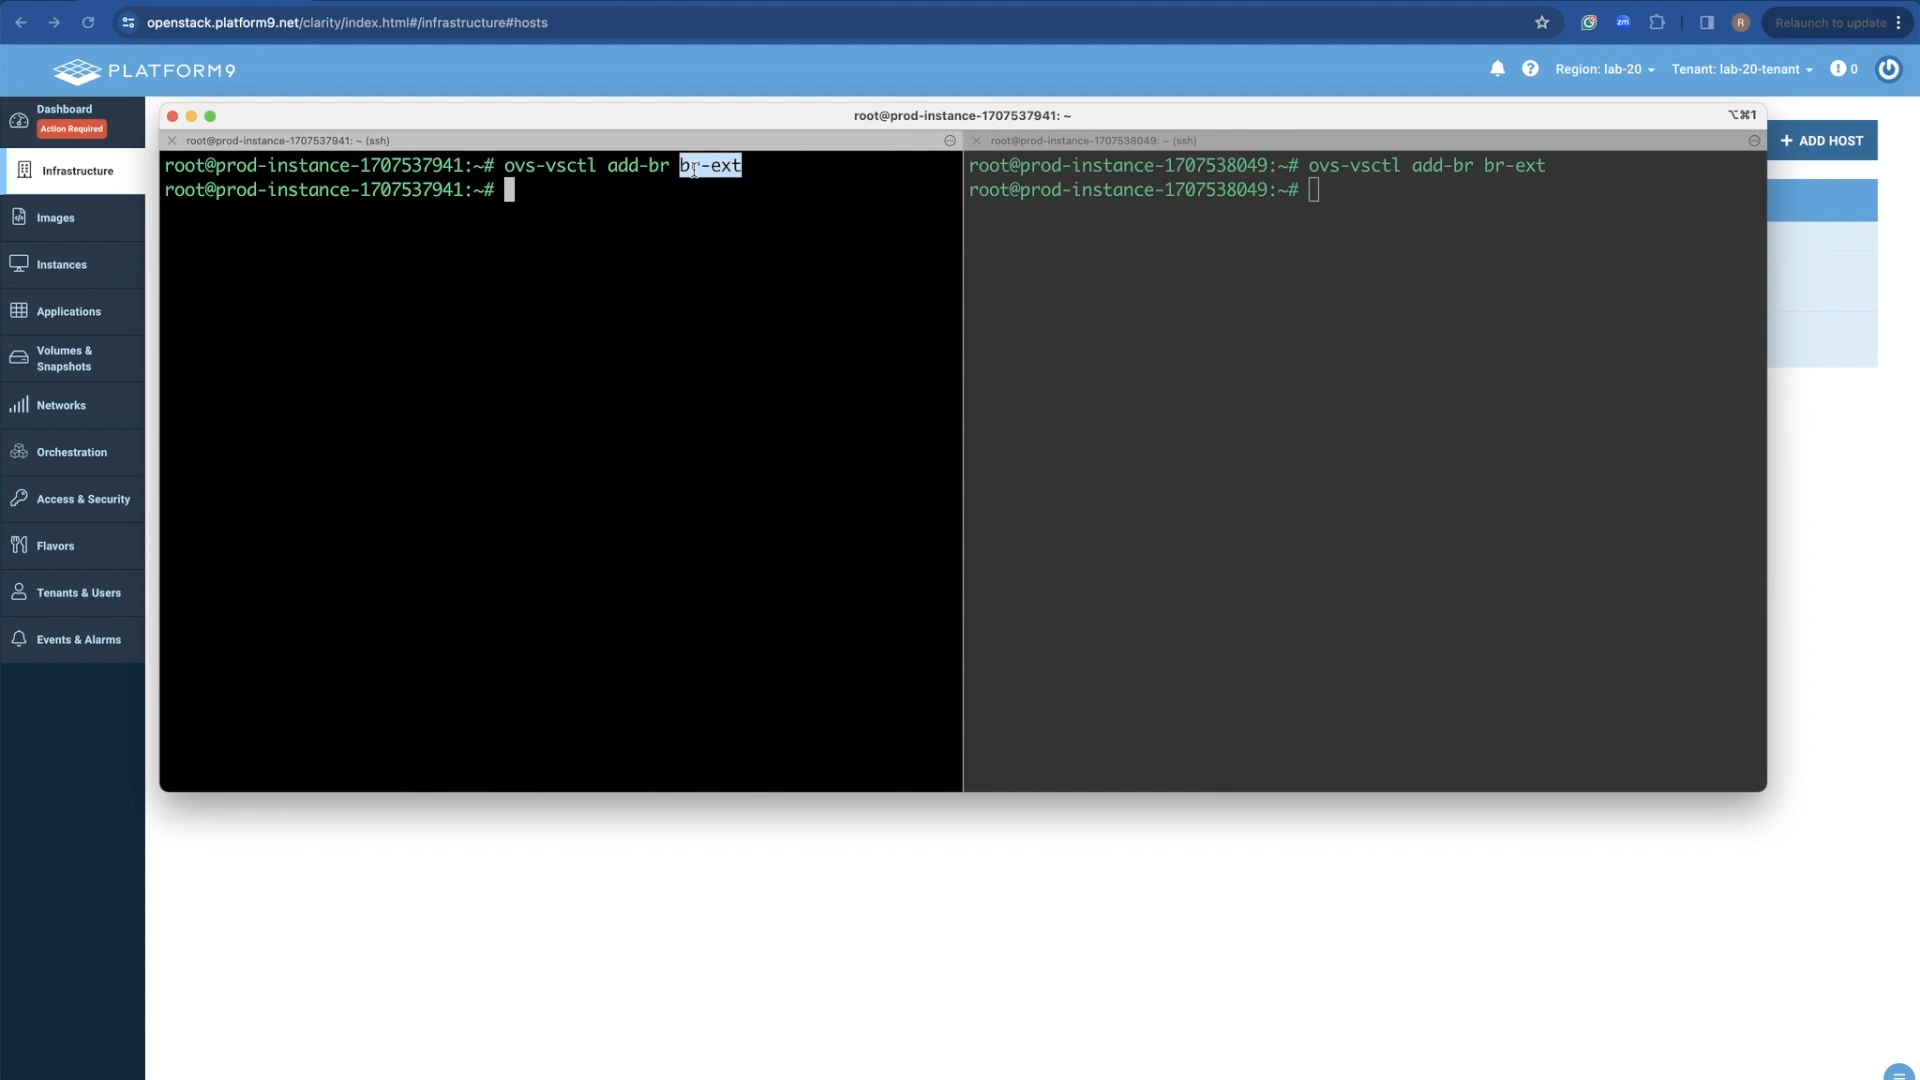 openstack.platform9.net/clarity/index.html#/infrastructure#hosts
zm
R
Relaunch to update
PLATFORM9
Region: lab-20
Tenant: lab-20-tenant
0
Dashboard
Action Required
Infrastructure
Images
Instances
Applications
Volumes &
Snapshots
Networks
Orchestration
Access & Security
Flavors
Tenants & Users
Events & Alarms
+ ADD HOST
root@prod-instance-1707537941: ~
⌥⌘1
root@prod-instance-1707537941: ~ (ssh)
root@prod-instance-1707537941:~# ovs-vsctl add-br br-ext
root@prod-instance-1707537941:~#
root@prod-instance-1707538049: ~ (ssh)
root@prod-instance-1707538049:~# ovs-vsctl add-br br-ext
root@prod-instance-1707538049:~#